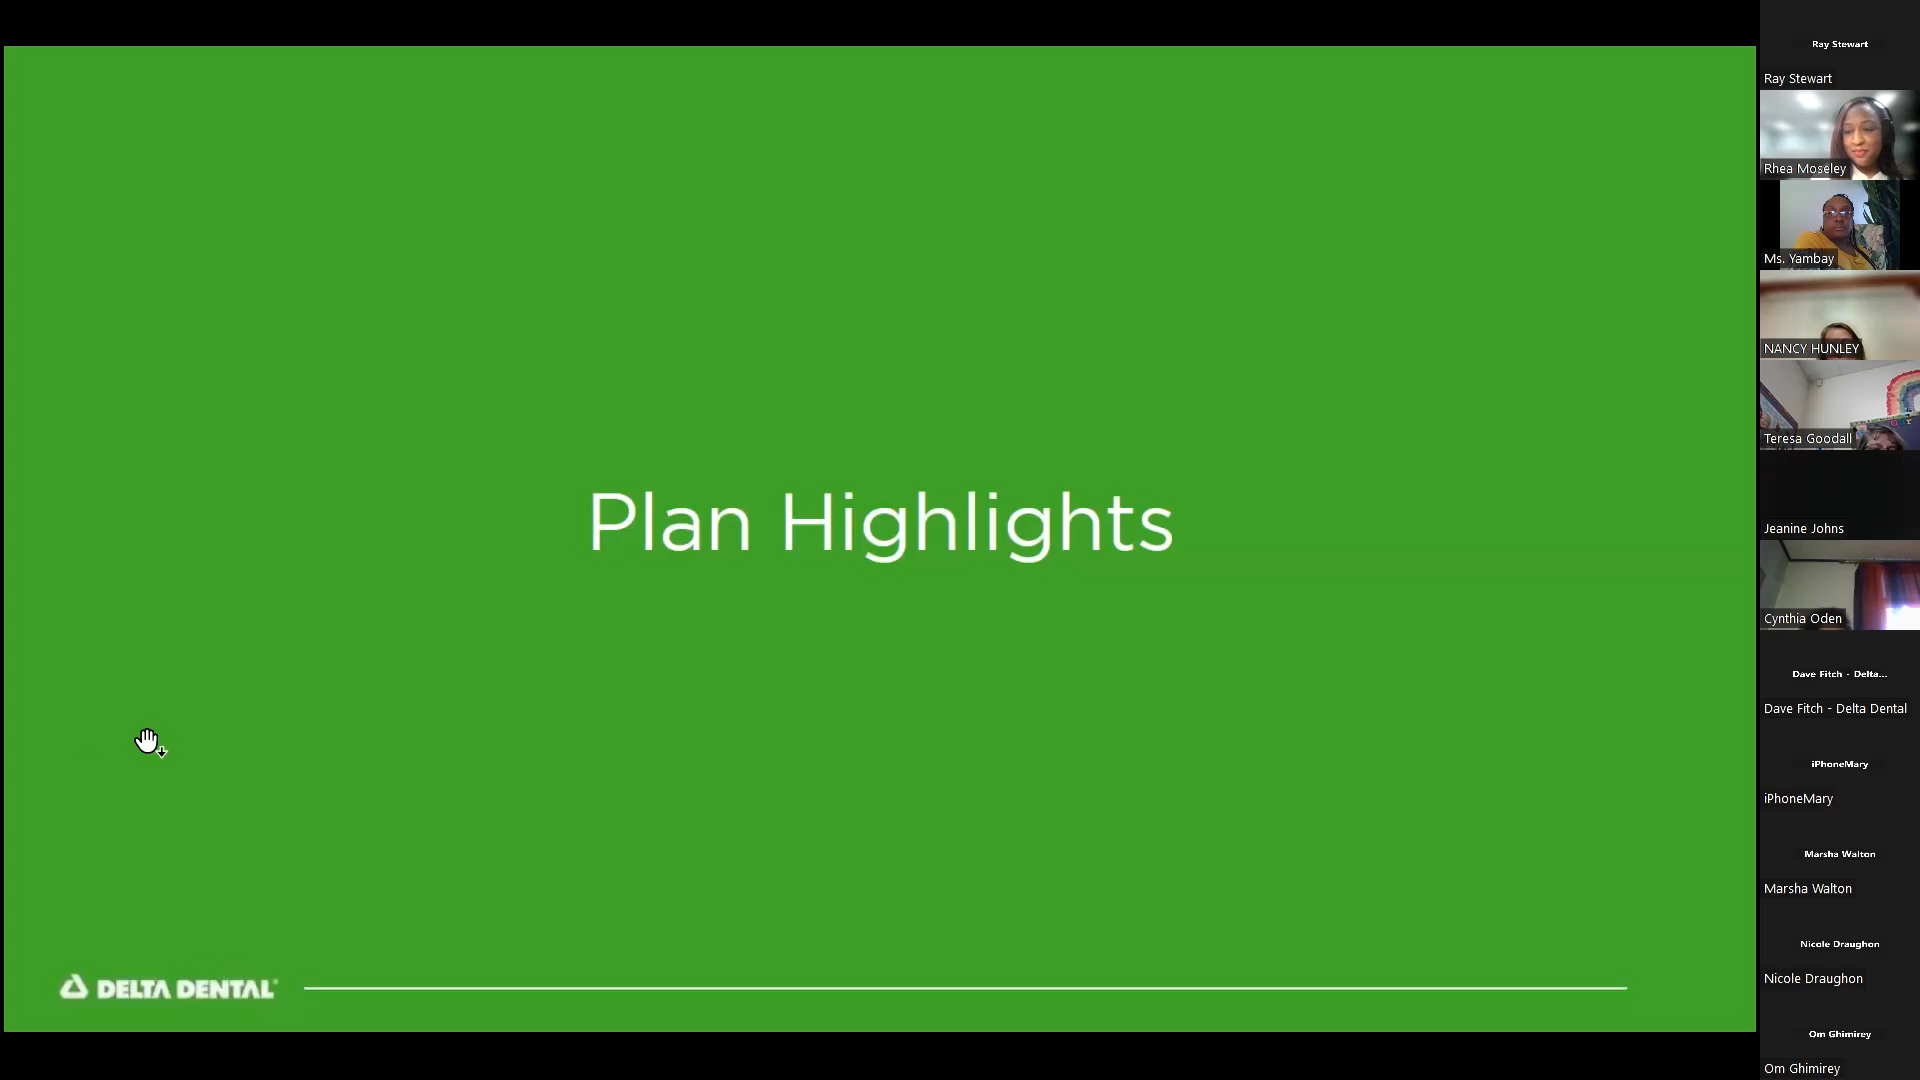 Plan Highlights
DELTA DENTAL
Ray Stewart
Ray Stewart
Rhea Moseley
Ms. Yambay
NANCY HUNLEY
Teresa Goodall
Jeanine Johns
Cynthia Oden
Dave Fitch - Delta...
Dave Fitch - Delta Dental
iPhoneMary
iPhoneMary
Marsha Walton
Marsha Walton
Nicole Draughon
Nicole Draughon
Om Ghimirey
Om Ghimirey